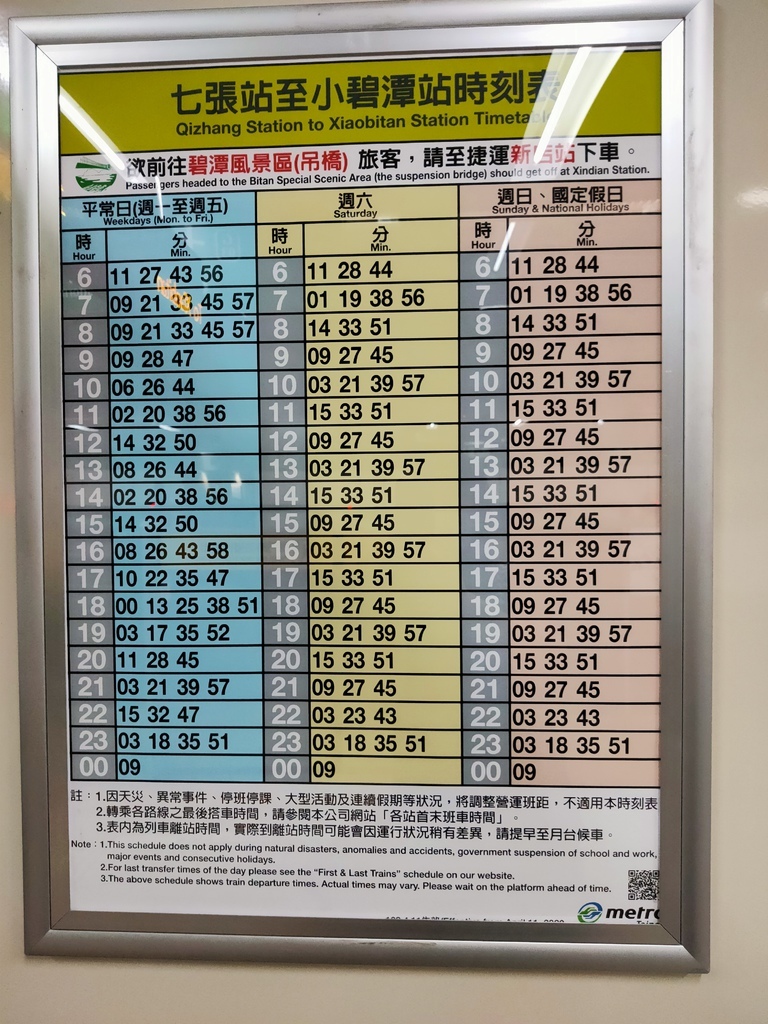 七張站至小碧潭站時刻表
Qizhang Station to Xiaobitan Station Timetable
欲前往碧潭風景區(吊橋) 旅客，請至捷運新店站下車。
Passengers headed to the Bitan Special Scenic Area (the suspension bridge) should get off at Xindian Station.
平常日(週一至週五) 週六 週日、國定假日
Weekdays (Mon. to Fri.) Saturday Sunday & National Holidays
時 分 時 分 時 分
Hour Min. Hour Min. Hour Min.
6 11 27 43 56 6 11 28 44 6 11 28 44
7 09 21 33 45 57 7 01 19 38 56 7 01 19 38 56
8 09 21 33 45 57 8 14 33 51 8 14 33 51
9 09 28 47 9 09 27 45 9 09 27 45
10 06 26 44 10 03 21 39 57 10 03 21 39 57
11 02 20 38 56 11 15 33 51 11 15 33 51
12 14 32 50 12 09 27 45 12 09 27 45
13 08 26 44 13 03 21 39 57 13 03 21 39 57
14 02 20 38 56 14 15 33 51 14 15 33 51
15 14 32 50 15 09 27 45 15 09 27 45
16 08 26 43 58 16 03 21 39 57 16 03 21 39 57
17 10 22 35 47 17 15 33 51 17 15 33 51
18 00 13 25 38 51 18 09 27 45 18 09 27 45
19 03 17 35 52 19 03 21 39 57 19 03 21 39 57
20 11 28 45 20 15 33 51 20 15 33 51
21 03 21 39 57 21 09 27 45 21 09 27 45
22 15 32 47 22 03 23 43 22 03 23 43
23 03 18 35 51 23 03 18 35 51 23 03 18 35 51
00 09 00 09 00 09
註：1.因天災、異常事件、停班停課、大型活動及連續假期等狀況，將調整營運班距，不適用本時刻表
2.轉乘各路線之最後搭車時間，請參閱本公司網站「各站首末班車時間」。
3.表內為列車離站時間，實際到離站時間可能會因運行狀況稍有差異，請提早至月台候車。
Note：1.This schedule does not apply during natural disasters, anomalies and accidents, government suspension of school and work,
major events and consecutive holidays.
2.For last transfer times of the day please see the "First & Last Trains" schedule on our website.
3.The above schedule shows train departure times. Actual times may vary. Please wait on the platform ahead of time.
metro